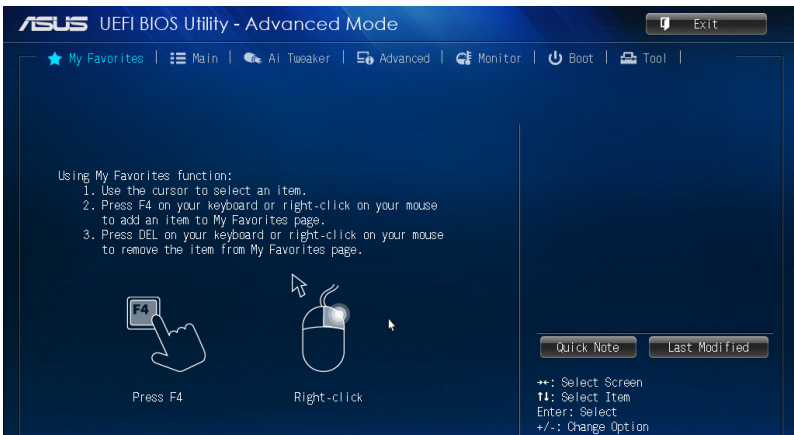 ASUS UEFI BIOS Utility - Advanced Mode
Exit
My Favorites | Main | Ai Tweaker | Advanced | Monitor | Boot | Tool |
Using My Favorites function:
1. Use the cursor to select an item.
2. Press F4 on your keyboard or right-click on your mouse
to add an item to My Favorites page.
3. Press DEL on your keyboard or right-click on your mouse
to remove the item from My Favorites page.
F4
Press F4
Right-click
Quick Note
Last Modified
→←: Select Screen
↑↓: Select Item
Enter: Select
+/-: Change Option